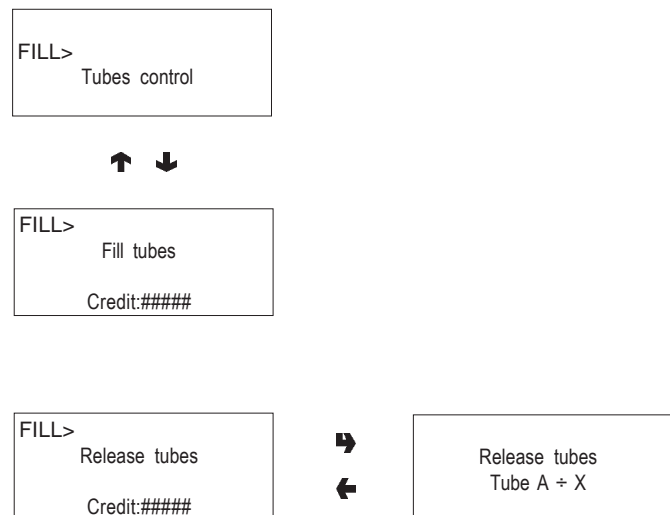 FILL>
Tubes control
FILL>
Fill tubes
Credit:#####
FILL>
Release tubes
Credit:#####
Release tubes
Tube A ÷ X